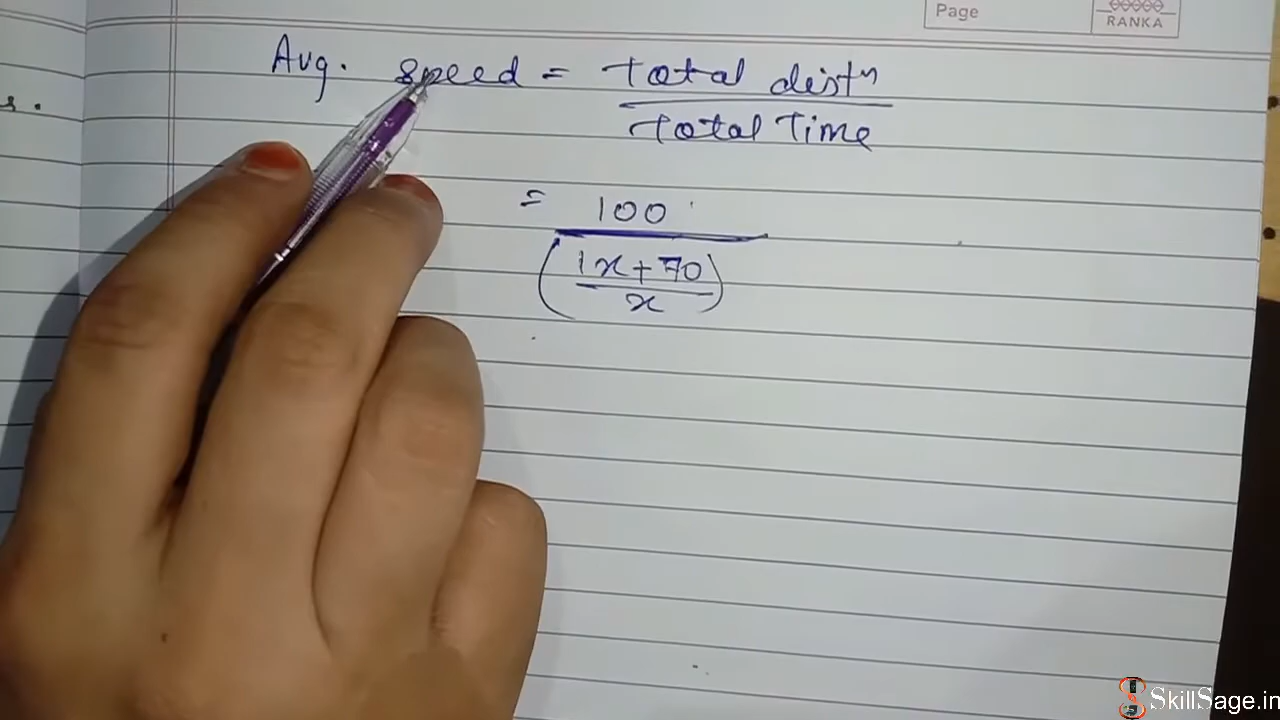 Page
RANKA
s.
Avg. speed = Total distⁿ
Total Time
= 100
(1x+70)
x
SkillSage.in